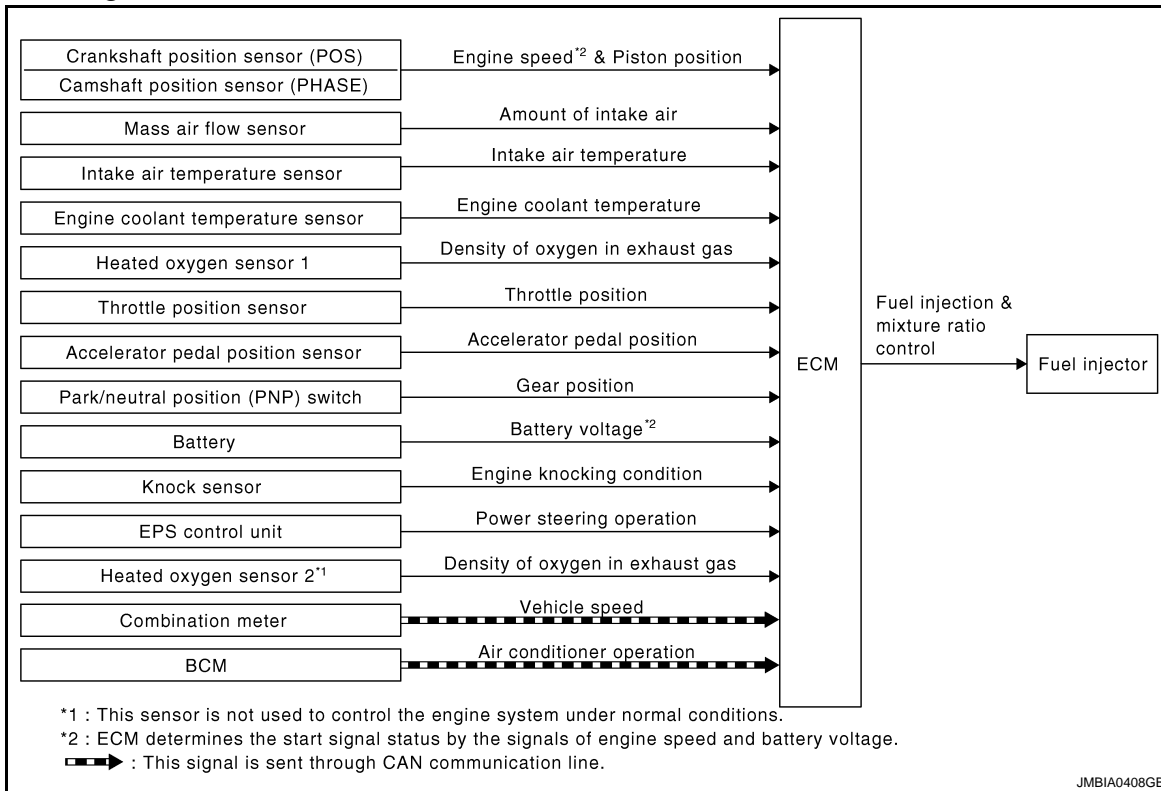 Crankshaft position sensor (POS)
Engine speed*2 & Piston position
Camshaft position sensor (PHASE)
Mass air flow sensor
Amount of intake air
Intake air temperature sensor
Intake air temperature
Engine coolant temperature sensor
Engine coolant temperature
Heated oxygen sensor 1
Density of oxygen in exhaust gas
Throttle position sensor
Throttle position
Accelerator pedal position sensor
Accelerator pedal position
Park/neutral position (PNP) switch
Gear position
Battery
Battery voltage*2
Knock sensor
Engine knocking condition
EPS control unit
Power steering operation
Heated oxygen sensor 2*1
Density of oxygen in exhaust gas
Combination meter
Vehicle speed
BCM
Air conditioner operation
ECM
Fuel injection &
mixture ratio
control
Fuel injector
*1 : This sensor is not used to control the engine system under normal conditions.
*2 : ECM determines the start signal status by the signals of engine speed and battery voltage.
: This signal is sent through CAN communication line.
JMBIA0408GB